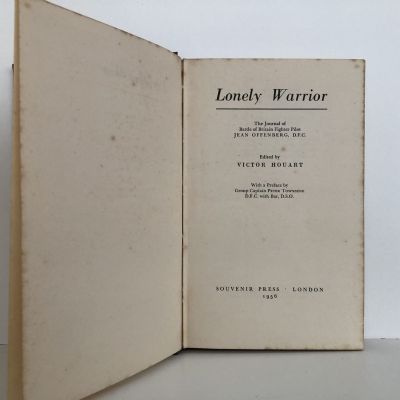 Lonely Warrior
The Journal of
Battle of Britain Fighter Pilot
JEAN OFFENBERG, D.F.C.
Edited by
VICTOR HOUART
With a Preface by
Group Captain Peter Townsend
D.F.C. with Bar, D.S.O.
SOUVENIR PRESS · LONDON
1956